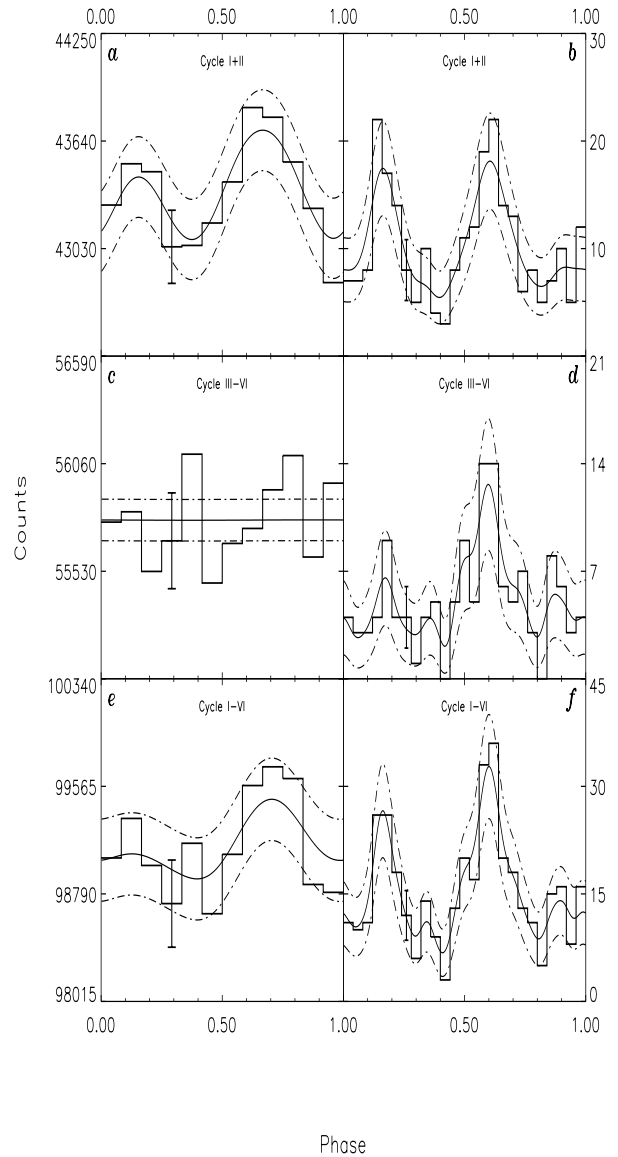 0.00 0.50 1.00 0.50 1.00
44250 a Cycle I+II Cycle I+II b 30
43640 20
43030 10
56590 c Cycle III-VI Cycle III-VI d 21
56060 14
Counts
55530 7
100340 e Cycle I-VI Cycle I-VI f 45
99565 30
98790 15
98015 0
0.00 0.50 1.00 0.50 1.00
Phase